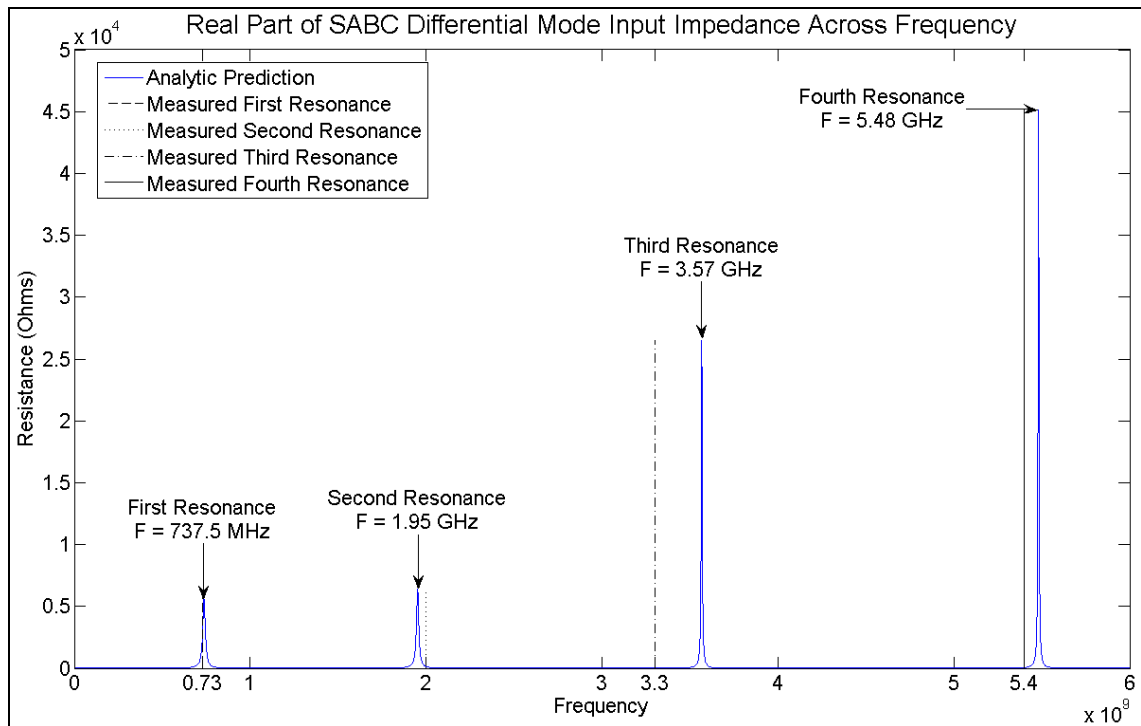 Real Part of SABC Differential Mode Input Impedance Across Frequency
x 10⁴
5
4.5
4
3.5
3
2.5
2
1.5
1
0.5
0
Resistance (Ohms)
Analytic Prediction
Measured First Resonance
Measured Second Resonance
Measured Third Resonance
Measured Fourth Resonance
Fourth Resonance
F = 5.48 GHz
Third Resonance
F = 3.57 GHz
First Resonance
F = 737.5 MHz
Second Resonance
F = 1.95 GHz
0 0.73 1 2 3 3.3 4 5 5.4 6
Frequency
x 10⁹